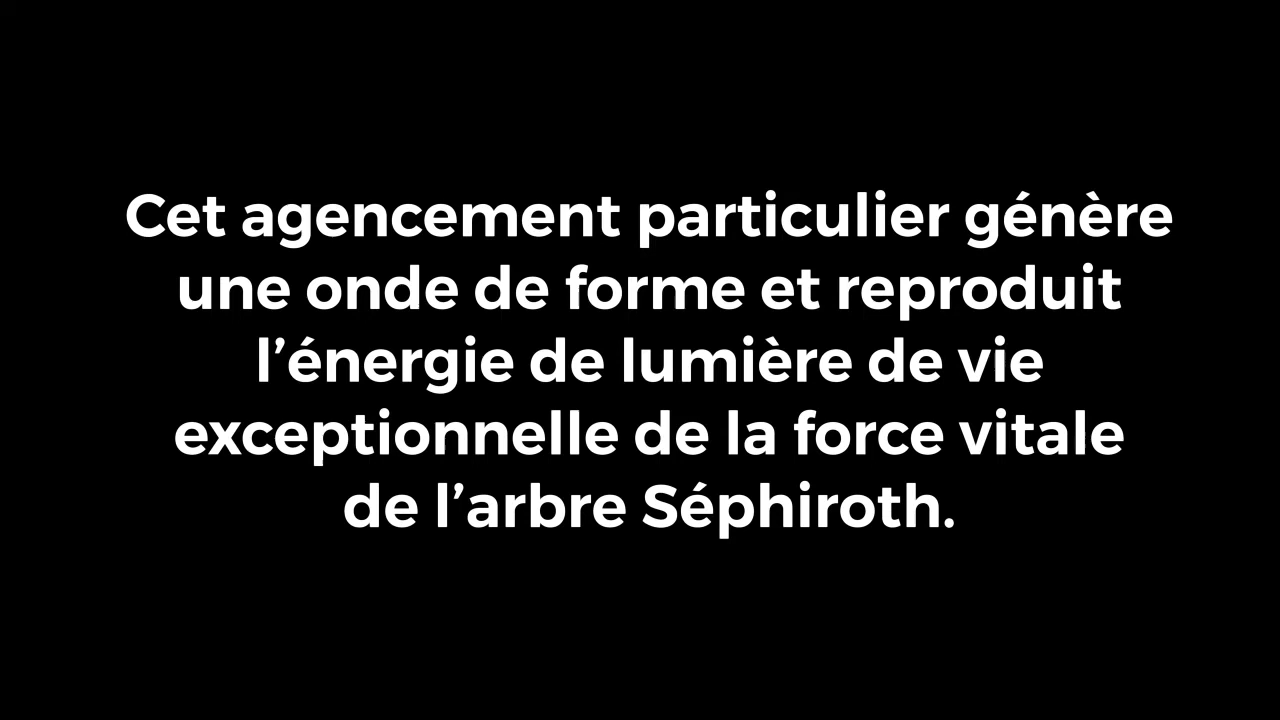 Cet agencement particulier génère
une onde de forme et reproduit
l’énergie de lumière de vie
exceptionnelle de la force vitale
de l’arbre Séphiroth.